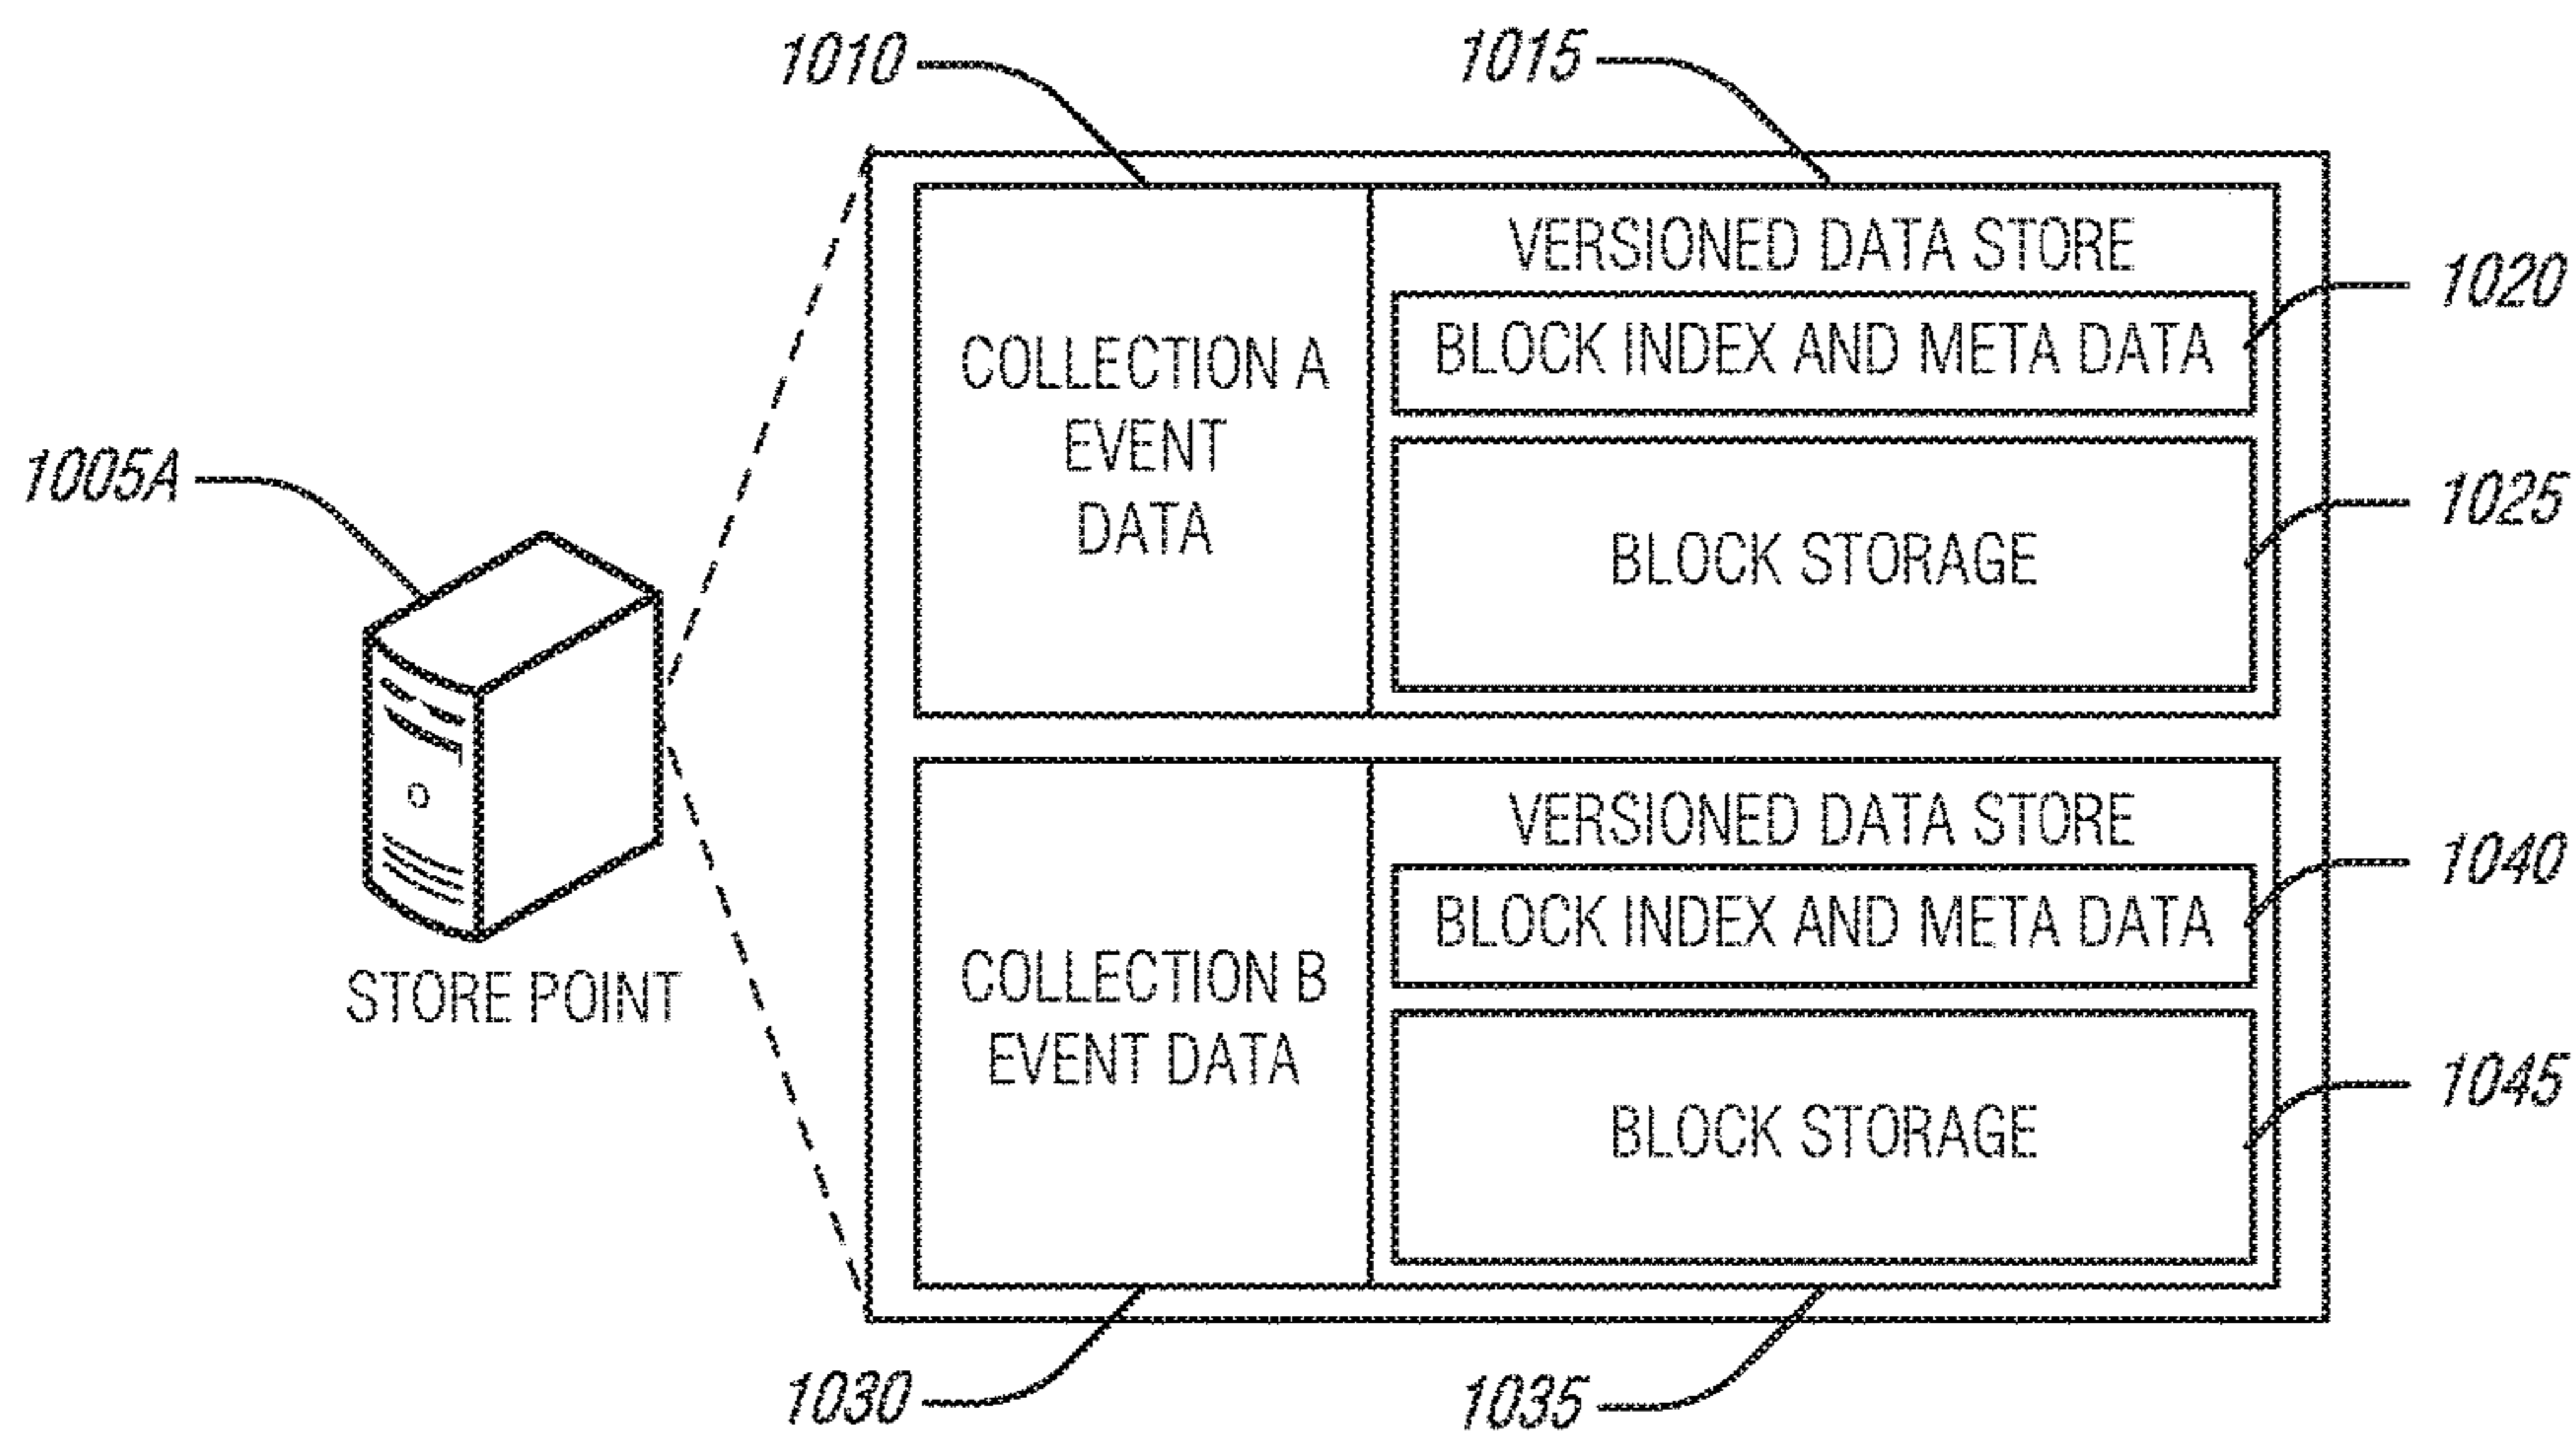 1010
1015
VERSIONED DATA STORE
1020
BLOCK INDEX AND META DATA
COLLECTION A
EVENT
DATA
1005A
1025
BLOCK STORAGE
VERSIONED DATA STORE
1040
BLOCK INDEX AND META DATA
STORE POINT
COLLECTION B
EVENT DATA
1045
BLOCK STORAGE
1030
1035